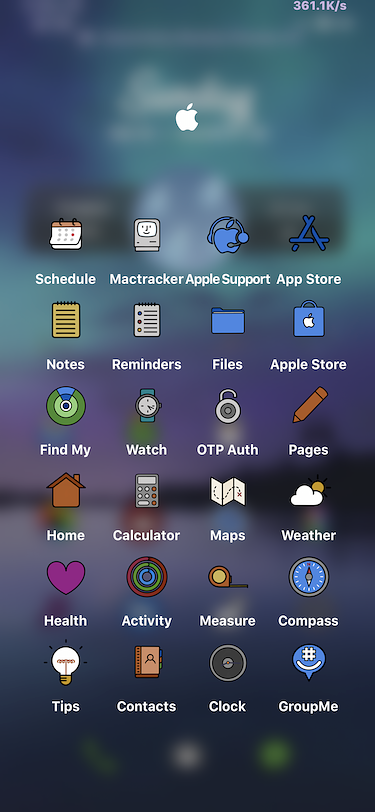 361.1K/s
Schedule Mactracker Apple Support App Store
Notes Reminders Files Apple Store
Find My Watch OTP Auth Pages
Home Calculator Maps Weather
Health Activity Measure Compass
Tips Contacts Clock GroupMe